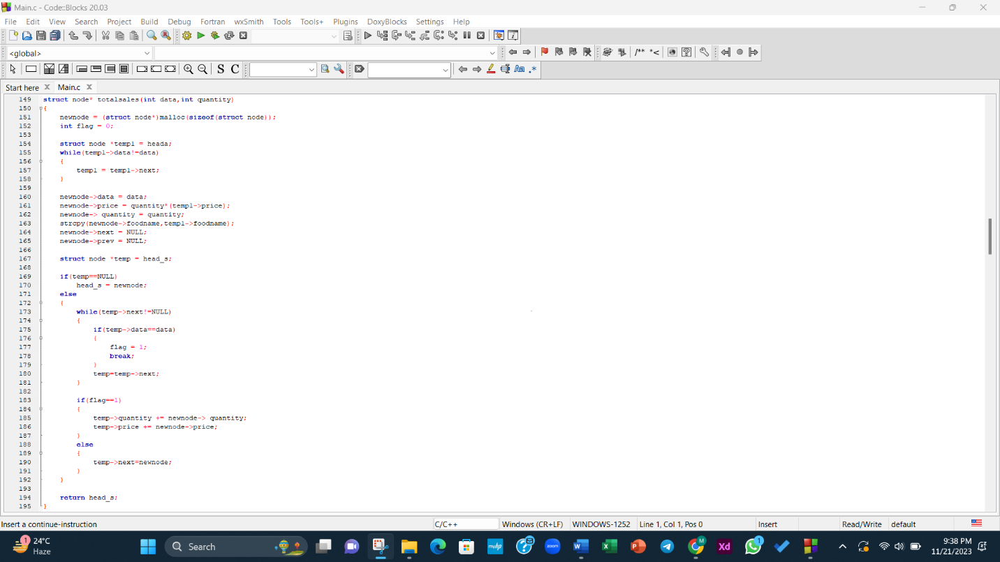 Main.c - Code::Blocks 20.03
File Edit View Search Project Build Debug Fortran wxSmith Tools Tools+ Plugins DoxyBlocks Settings Help
<global>
/** *<
S C
Aa .*
Start here Main.c
149 struct node* totalsales(int data,int quantity)
150 {
151 newnode = (struct node*)malloc(sizeof(struct node));
152 int flag = 0;
153
154 struct node *temp1 = heada;
155 while(temp1->data!=data)
156 {
157 temp1 = temp1->next;
158 }
159
160 newnode->data = data;
161 newnode->price = quantity*(temp1->price);
162 newnode-> quantity = quantity;
163 strcpy(newnode->foodname,temp1->foodname);
164 newnode->next = NULL;
165 newnode->prev = NULL;
166
167 struct node *temp = head_s;
168
169 if(temp==NULL)
170 head_s = newnode;
171 else
172 {
173 while(temp->next!=NULL)
174 {
175 if(temp->data==data)
176 {
177 flag = 1;
178 break;
179 }
180 temp=temp->next;
181 }
182
183 if(flag==1)
184 {
185 temp->quantity += newnode-> quantity;
186 temp->price += newnode->price;
187 }
188 else
189 {
190 temp->next=newnode;
191 }
192 }
193
194 return head_s;
195 }
Insert a continue-instruction C/C++ Windows (CR+LF) WINDOWS-1252 Line 1, Col 1, Pos 0 Insert Read/Write default
1 24°C
Haze
Search
myhp
zoom
W
X
P
M
Xd
1
9:38 PM
11/21/2023